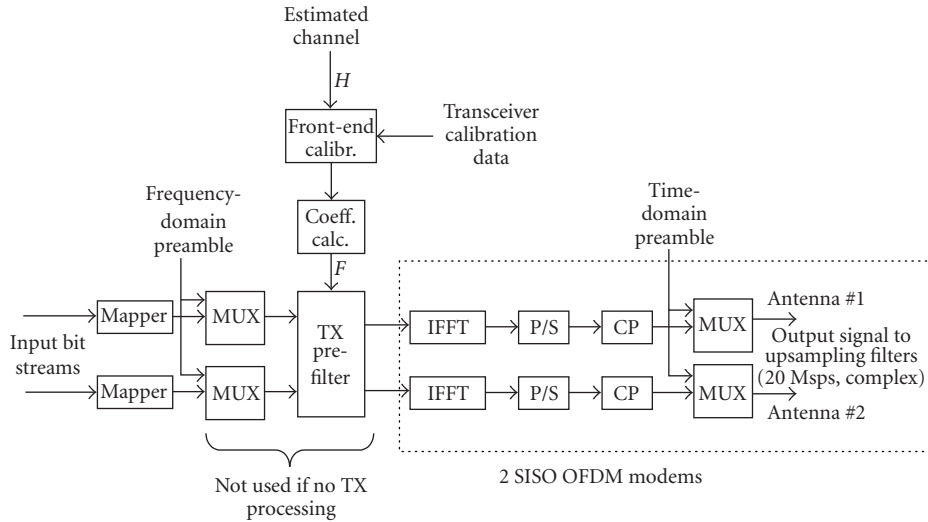 Estimated
channel
H
Front-end
calibr.
Transceiver
calibration
data
Frequency-
domain
preamble
Coeff.
calc.
F
Time-
domain
preamble
Input bit
streams
Mapper
MUX
TX
pre-
filter
IFFT
P/S
CP
MUX
Antenna #1
Output signal to
upsampling filters
(20 Msps, complex)
Mapper
MUX
IFFT
P/S
CP
MUX
Antenna #2
Not used if no TX
processing
2 SISO OFDM modems